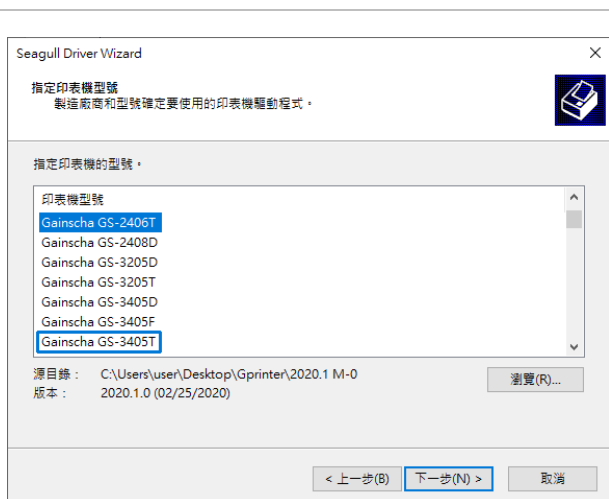 Seagull Driver Wizard
指定印表機型號
製造廠商和型號確定要使用的印表機驅動程式。
指定印表機的型號。
印表機型號
Gainscha GS-2406T
Gainscha GS-2408D
Gainscha GS-3205D
Gainscha GS-3205T
Gainscha GS-3405D
Gainscha GS-3405F
Gainscha GS-3405T
源目錄： C:\Users\user\Desktop\Gprinter\2020.1 M-0
瀏覽(R)...
版本： 2020.1.0 (02/25/2020)
< 上一步(B) 下一步(N) > 取消